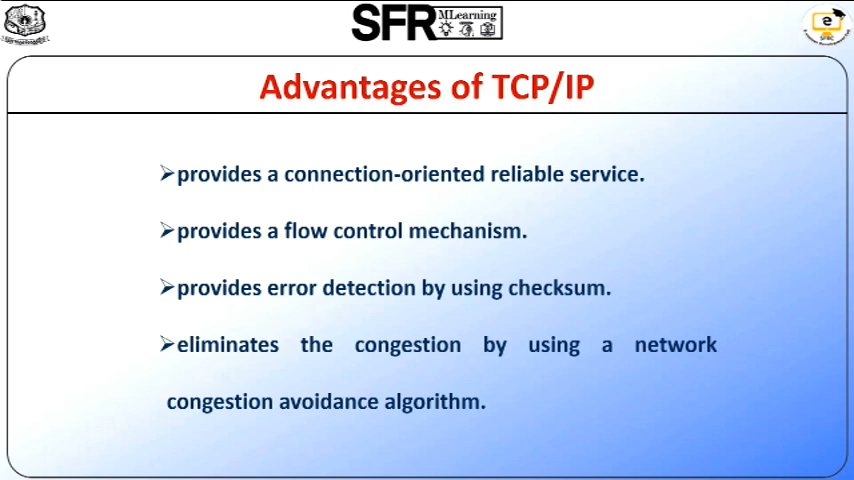 SFR MLearning
e
SFRC
Advantages of TCP/IP
➢provides a connection-oriented reliable service.
➢provides a flow control mechanism.
➢provides error detection by using checksum.
➢eliminates the congestion by using a network
congestion avoidance algorithm.